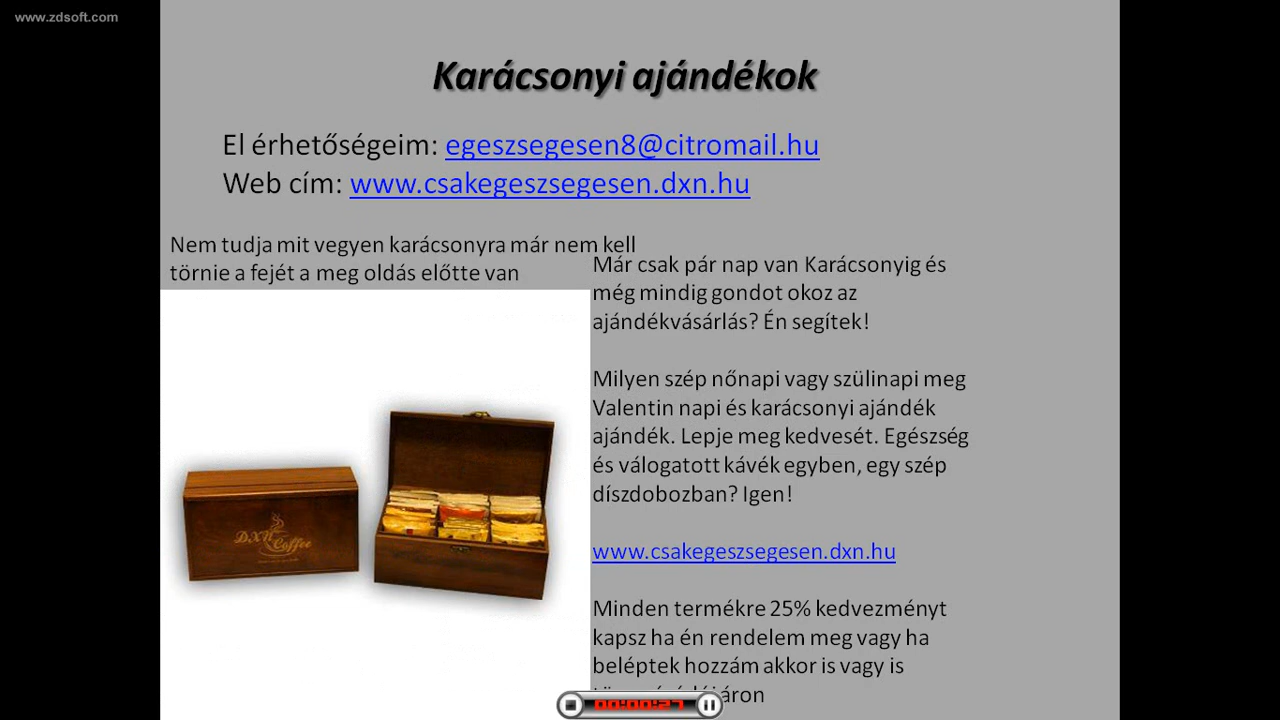 www.zdsoft.com
Karácsonyi ajándékok
El érhetőségeim: egeszsegesen8@citromail.hu
Web cím: www.csakegeszsegesen.dxn.hu
Nem tudja mit vegyen karácsonyra már nem kell
törnie a fejét a meg oldás előtte van
Már csak pár nap van Karácsonyig és
még mindig gondot okoz az
ajándékvásárlás? Én segítek!
Milyen szép nőnapi vagy szülinapi meg
Valentin napi és karácsonyi ajándék
ajándék. Lepje meg kedvesét. Egészség
és válogatott kávék egyben, egy szép
díszdobozban? Igen!
DXN Coffee
www.csakegeszsegesen.dxn.hu
Minden termékre 25% kedvezményt
kapsz ha én rendelem meg vagy ha
beléptek hozzám akkor is vagy is
00:00:27